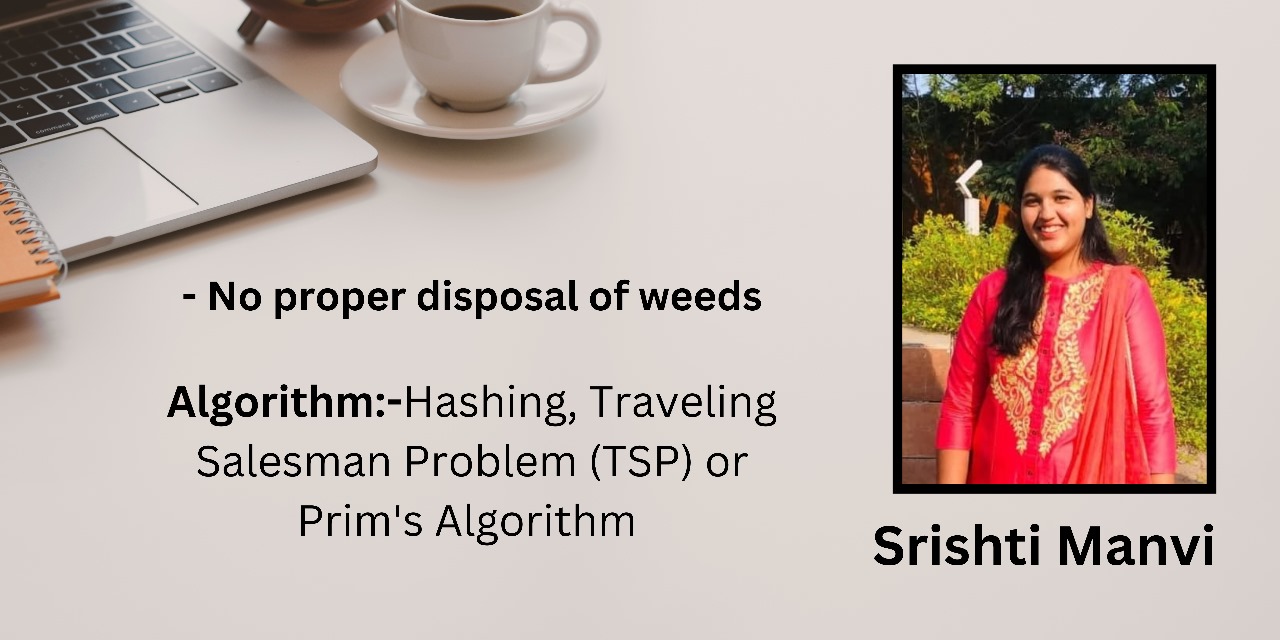 - No proper disposal of weeds
Algorithm:-Hashing, Traveling
Salesman Problem (TSP) or
Prim's Algorithm
Srishti Manvi